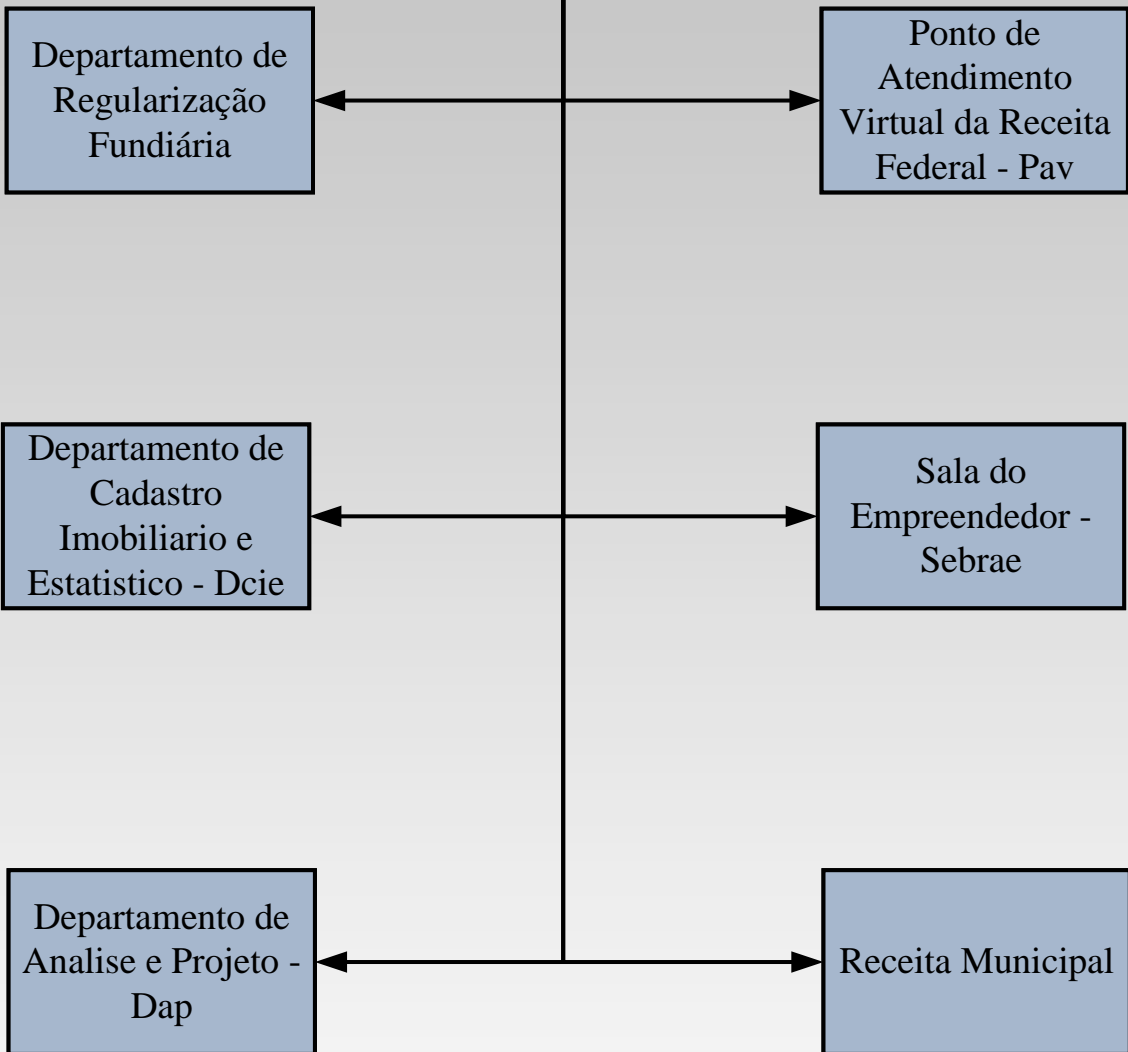 Departamento de
Regularização
Fundiária
Ponto de
Atendimento
Virtual da Receita
Federal - Pav
Departamento de
Cadastro
Imobiliario e
Estatistico - Dcie
Sala do
Empreendedor -
Sebrae
Departamento de
Analise e Projeto -
Dap
Receita Municipal